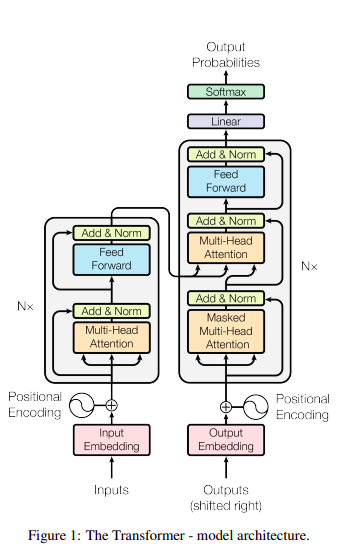 Output
Probabilities
Softmax
Linear
Add & Norm
Feed
Forward
Add & Norm
Multi-Head
Attention
Add & Norm
Masked
Multi-Head
Attention
N×
Add & Norm
Feed
Forward
Add & Norm
Multi-Head
Attention
N×
Positional
Encoding
Positional
Encoding
Input
Embedding
Output
Embedding
Inputs
Outputs
(shifted right)
Figure 1: The Transformer - model architecture.